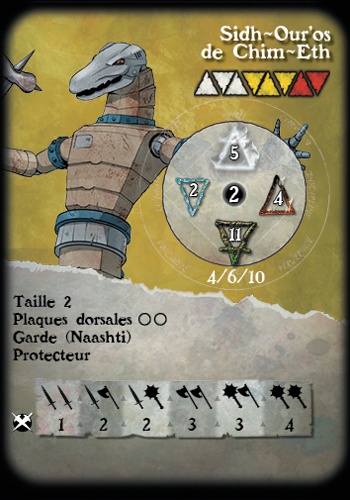 Sidh~Our'os
de Chim~Eth
5
2 2 4
11
4/6/10
Taille 2
Plaques dorsales ○○
Garde (Naashti)
Protecteur
1 2 2 3 3 4